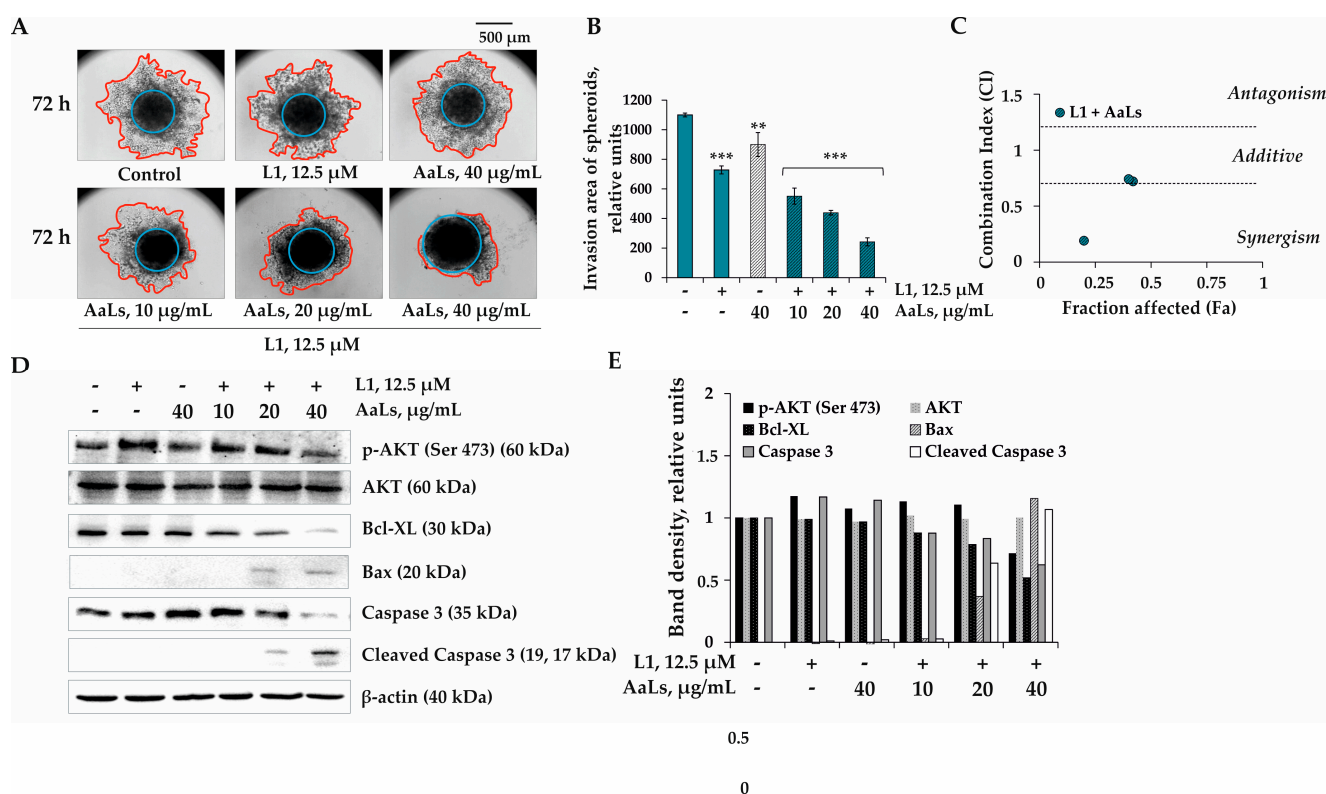 A
500 µm
72 h
Control
L1, 12.5 µM
AaLs, 40 µg/mL
72 h
AaLs, 10 µg/mL
AaLs, 20 µg/mL
AaLs, 40 µg/mL
L1, 12.5 µM
B
Invasion area of spheroids,
relative units
1200
1000
800
600
400
200
0
***
**
***
- + - + + + L1, 12.5 µM
- - 40 10 20 40 AaLs, µg/mL
C
Combination Index (CI)
1.5
1
0.5
0
L1 + AaLs
Antagonism
Additive
Synergism
0 0.25 0.5 0.75 1
Fraction affected (Fa)
D
- + - + + + L1, 12.5 µM
- - 40 10 20 40 AaLs, µg/mL
p-AKT (Ser 473) (60 kDa)
AKT (60 kDa)
Bcl-XL (30 kDa)
Bax (20 kDa)
Caspase 3 (35 kDa)
Cleaved Caspase 3 (19, 17 kDa)
β-actin (40 kDa)
E
Band density, relative units
2
1.5
1
0.5
0
p-AKT (Ser 473)
AKT
Bcl-XL
Bax
Caspase 3
Cleaved Caspase 3
L1, 12.5 µM - + - + + +
AaLs, µg/mL - - 40 10 20 40
0.5
0